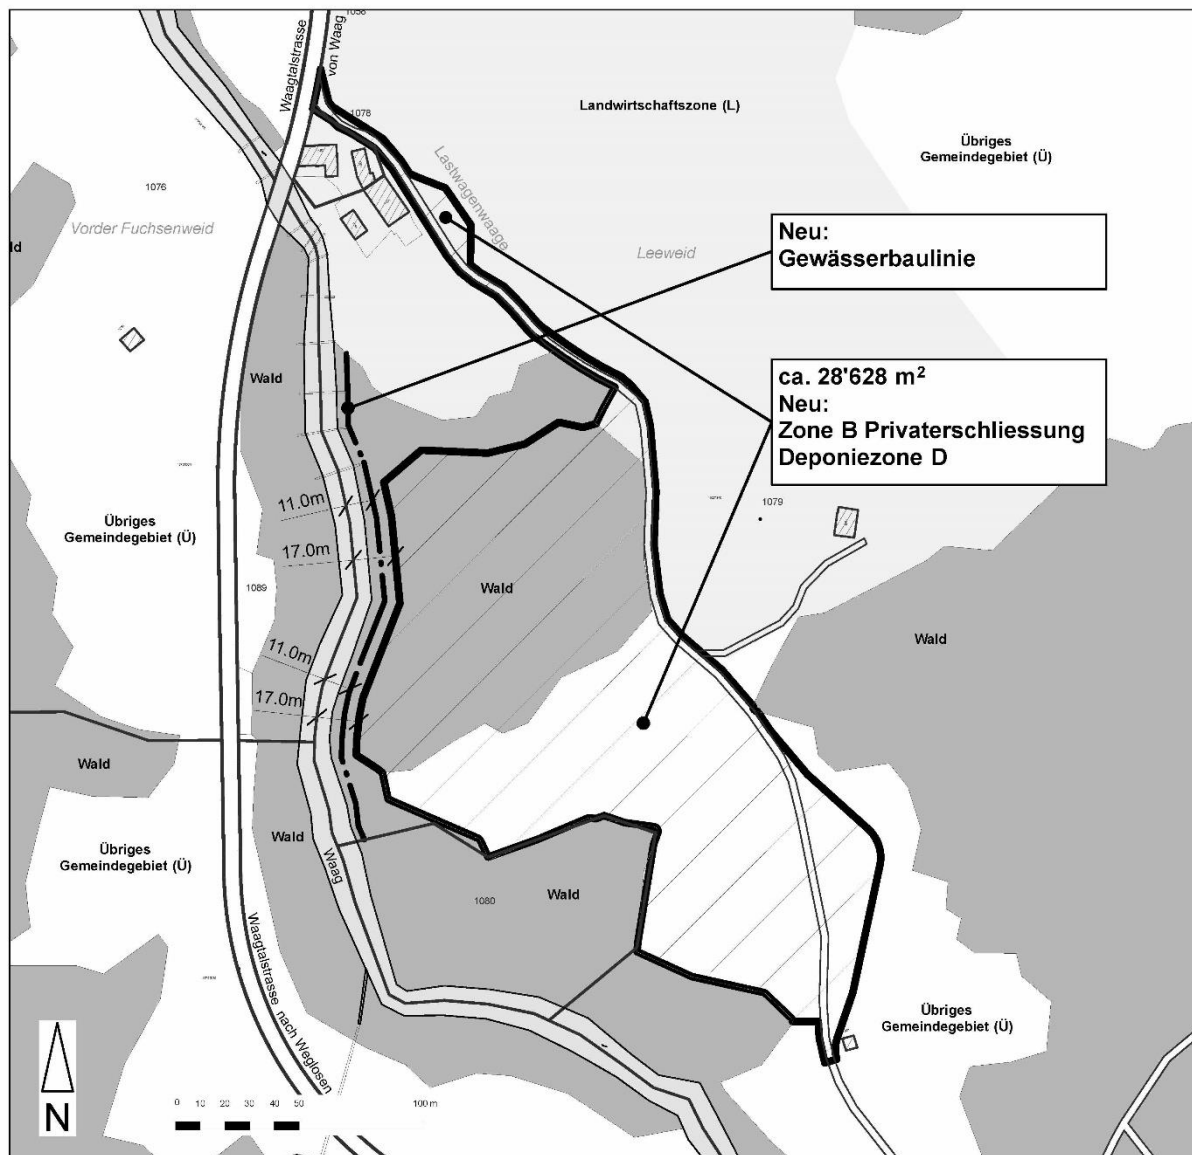 1058
Waagtalstrasse
von Waag
1078
Landwirtschaftszone (L)
Übriges
Gemeindegebiet (Ü)
Lastwagenwaage
1076
Vorder Fuchsenweid
ld
Leeweid
Neu:
Gewässerbaulinie
ca. 28'628 m²
Neu:
Zone B Privaterschliessung
Deponiezone D
Wald
11.0m
17.0m
Übriges
Gemeindegebiet (Ü)
1079
1089
Wald
Wald
11.0m
17.0m
Wald
Wald
Übriges
Gemeindegebiet (Ü)
Waag
1080
Wald
Waagtalstrasse nach Weglosen
Übriges
Gemeindegebiet (Ü)
N
0 10 20 30 40 50 100 m